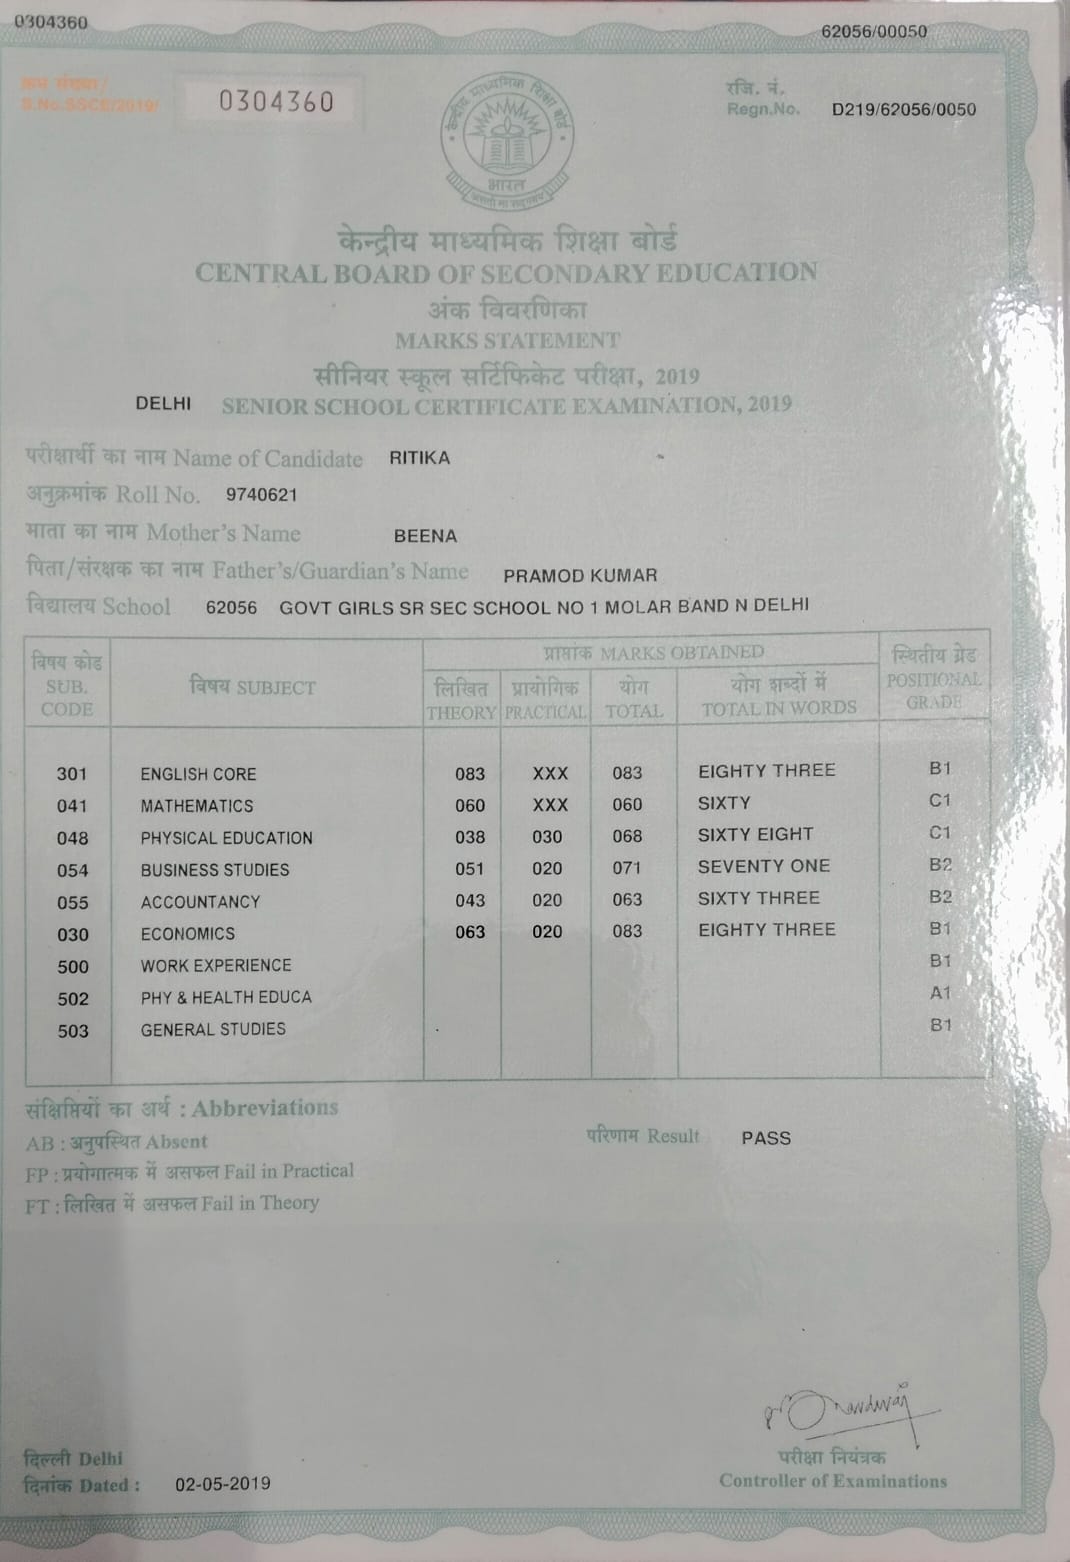 0304360
62056/00050
क्रम संख्या/
S.No.SSCE/2019/
0304360
रजि. नं.
Regn.No. D219/62056/0050
केन्द्रीय माध्यमिक शिक्षा बोर्ड
भारत
असतो मा सद्गमय
केन्द्रीय माध्यमिक शिक्षा बोर्ड
CENTRAL BOARD OF SECONDARY EDUCATION
अंक विवरणिका
MARKS STATEMENT
सीनियर स्कूल सर्टिफिकेट परीक्षा, 2019
DELHI SENIOR SCHOOL CERTIFICATE EXAMINATION, 2019
परीक्षार्थी का नाम Name of Candidate RITIKA
अनुक्रमांक Roll No. 9740621
माता का नाम Mother's Name BEENA
पिता/संरक्षक का नाम Father's/Guardian's Name PRAMOD KUMAR
विद्यालय School 62056 GOVT GIRLS SR SEC SCHOOL NO 1 MOLAR BAND N DELHI
विषय कोड
SUB.
CODE
विषय SUBJECT
प्राप्तांक MARKS OBTAINED
लिखित
THEORY
प्रायोगिक
PRACTICAL
योग
TOTAL
योग शब्दों में
TOTAL IN WORDS
स्थितीय ग्रेड
POSITIONAL
GRADE
301 ENGLISH CORE 083 XXX 083 EIGHTY THREE B1
041 MATHEMATICS 060 XXX 060 SIXTY C1
048 PHYSICAL EDUCATION 038 030 068 SIXTY EIGHT C1
054 BUSINESS STUDIES 051 020 071 SEVENTY ONE B2
055 ACCOUNTANCY 043 020 063 SIXTY THREE B2
030 ECONOMICS 063 020 083 EIGHTY THREE B1
500 WORK EXPERIENCE B1
502 PHY & HEALTH EDUCA A1
503 GENERAL STUDIES B1
संक्षिप्तियों का अर्थ : Abbreviations
AB : अनुपस्थित Absent
परिणाम Result PASS
FP : प्रयोगात्मक में असफल Fail in Practical
FT : लिखित में असफल Fail in Theory
दिल्ली Delhi
दिनांक Dated : 02-05-2019
परीक्षा नियंत्रक
Controller of Examinations